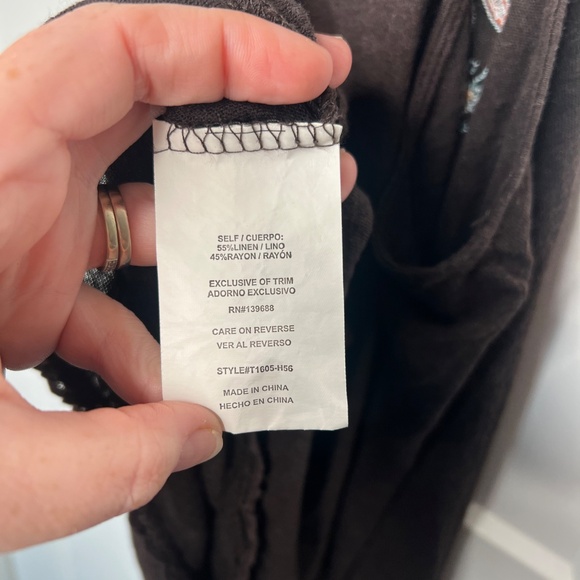 SELF / CUERPO:
55%LINEN / LINO
45%RAYON / RAYÓN
EXCLUSIVE OF TRIM
ADORNO EXCLUSIVO
RN#139688
CARE ON REVERSE
VER AL REVERSO
STYLE#T1605-H56
MADE IN CHINA
HECHO EN CHINA